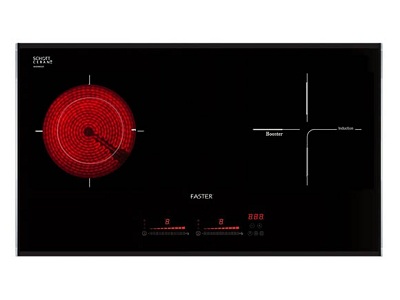 SCHOTT
CERAN
Booster
Induction
FASTER
8
8
888